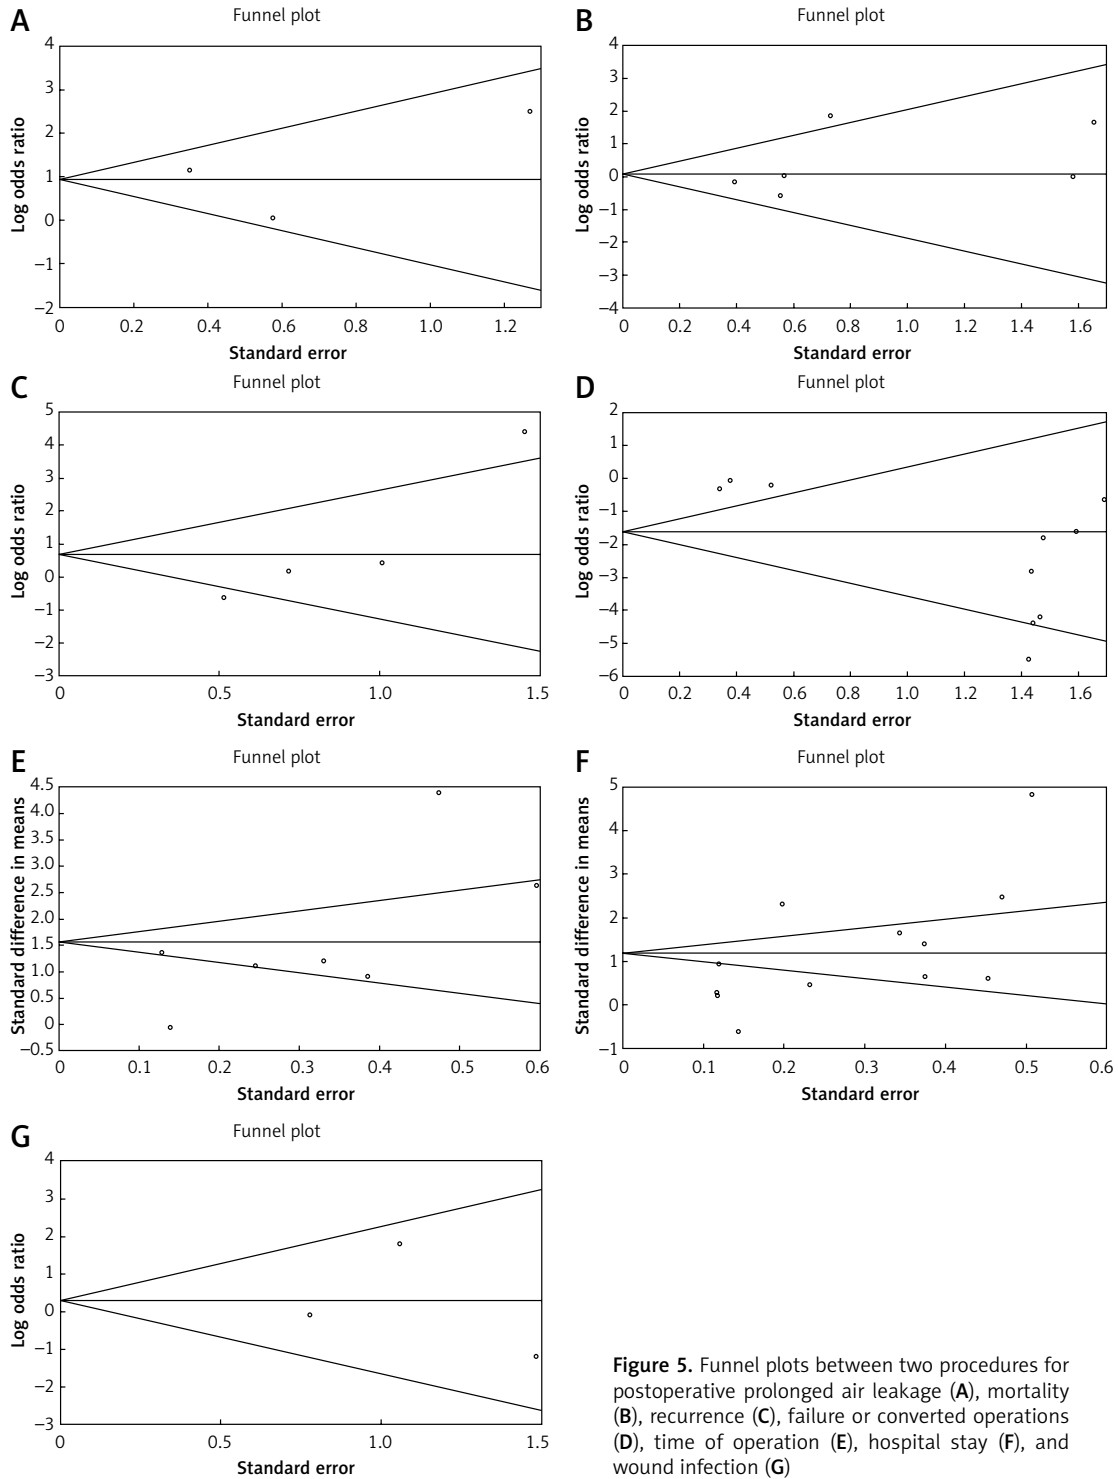 A
Funnel plot
Log odds ratio
4
3
2
1
0
−1
−2
0 0.2 0.4 0.6 0.8 1.0 1.2
Standard error
B
Funnel plot
Log odds ratio
4
3
2
1
0
−1
−2
−3
−4
0 0.2 0.4 0.6 0.8 1.0 1.2 1.4 1.6
Standard error
C
Funnel plot
Log odds ratio
5
4
3
2
1
0
−1
−2
−3
0 0.5 1.0 1.5
Standard error
D
Funnel plot
Log odds ratio
2
1
0
−1
−2
−3
−4
−5
−6
0 0.2 0.4 0.6 0.8 1.0 1.2 1.4 1.6
Standard error
E
Funnel plot
Standard difference in means
4.5
4.0
3.5
3.0
2.5
2.0
1.5
1.0
0.5
0
−0.5
0 0.1 0.2 0.3 0.4 0.5 0.6
Standard error
F
Funnel plot
Standard difference in means
5
4
3
2
1
0
−1
0 0.1 0.2 0.3 0.4 0.5 0.6
Standard error
G
Funnel plot
Log odds ratio
4
3
2
1
0
−1
−2
−3
0 0.5 1.0 1.5
Standard error
Figure 5. Funnel plots between two procedures for
postoperative prolonged air leakage (A), mortality
(B), recurrence (C), failure or converted operations
(D), time of operation (E), hospital stay (F), and
wound infection (G)